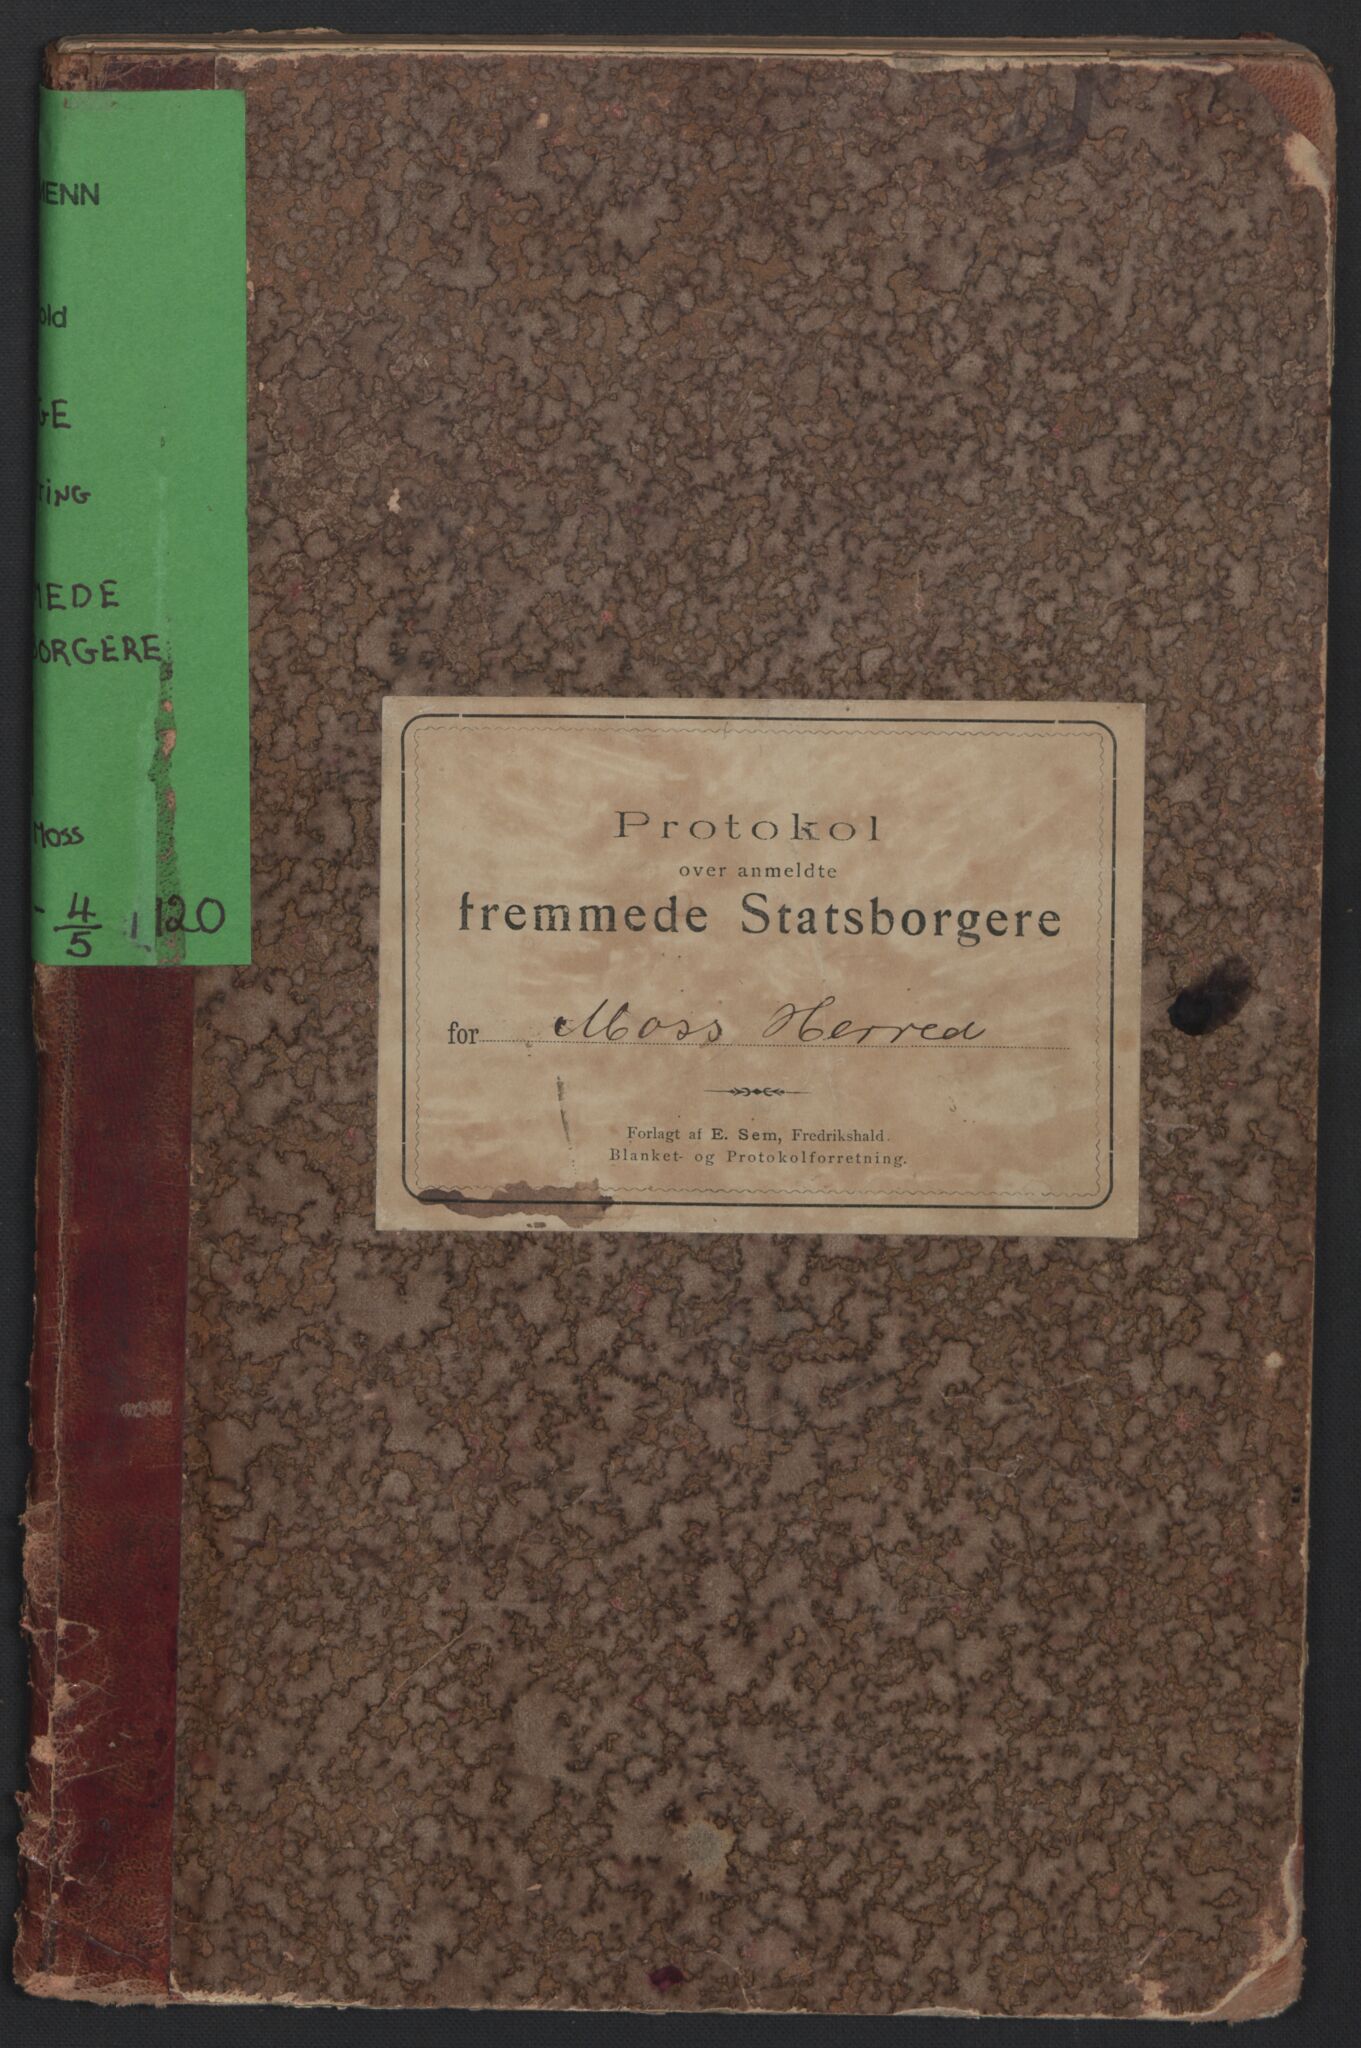 MENN
old
GE
TING
MEDE
BORGERE
Moss
- 4/5 1120
Protokol
over anmeldte
fremmede Statsborgere
for Moss Herred
Forlagt af E. Sem, Fredrikshald.
Blanket- og Protokolforretning.